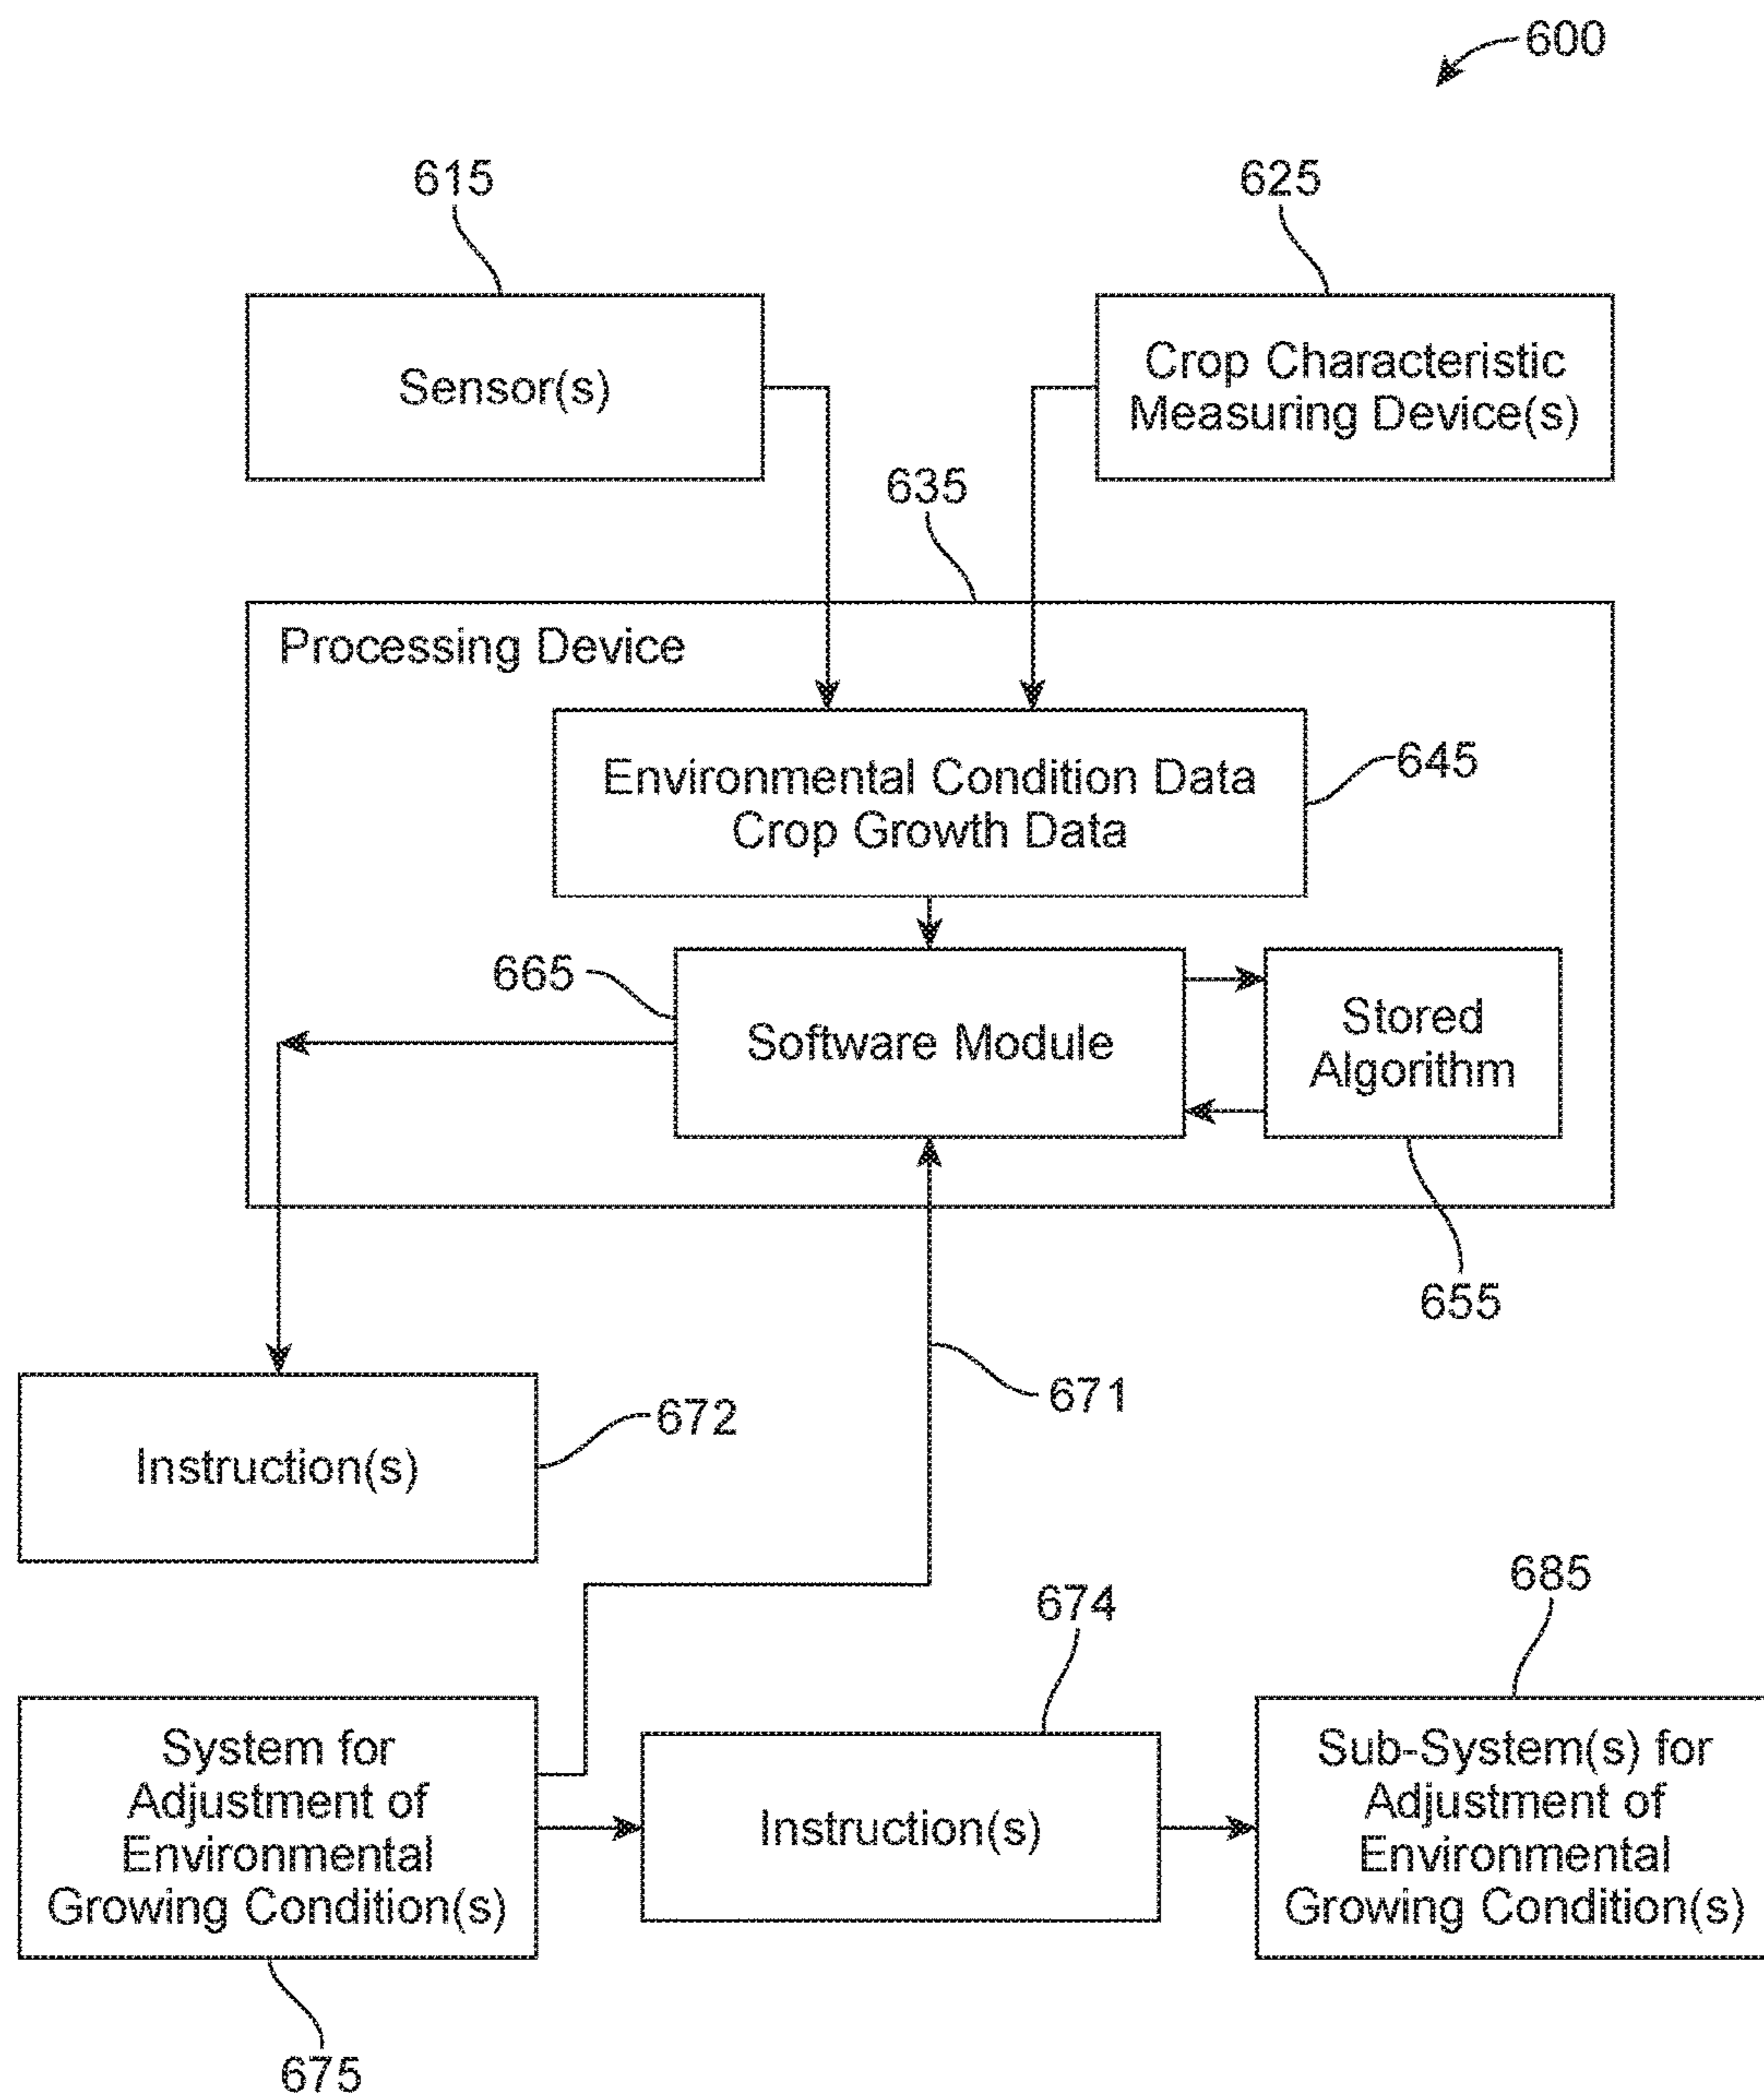 600
615
625
Sensor(s)
Crop Characteristic
Measuring Device(s)
635
Processing Device
Environmental Condition Data
Crop Growth Data
645
665
Software Module
Stored
Algorithm
655
671
672
Instruction(s)
674
685
System for
Adjustment of
Environmental
Growing Condition(s)
Instruction(s)
Sub-System(s) for
Adjustment of
Environmental
Growing Condition(s)
675